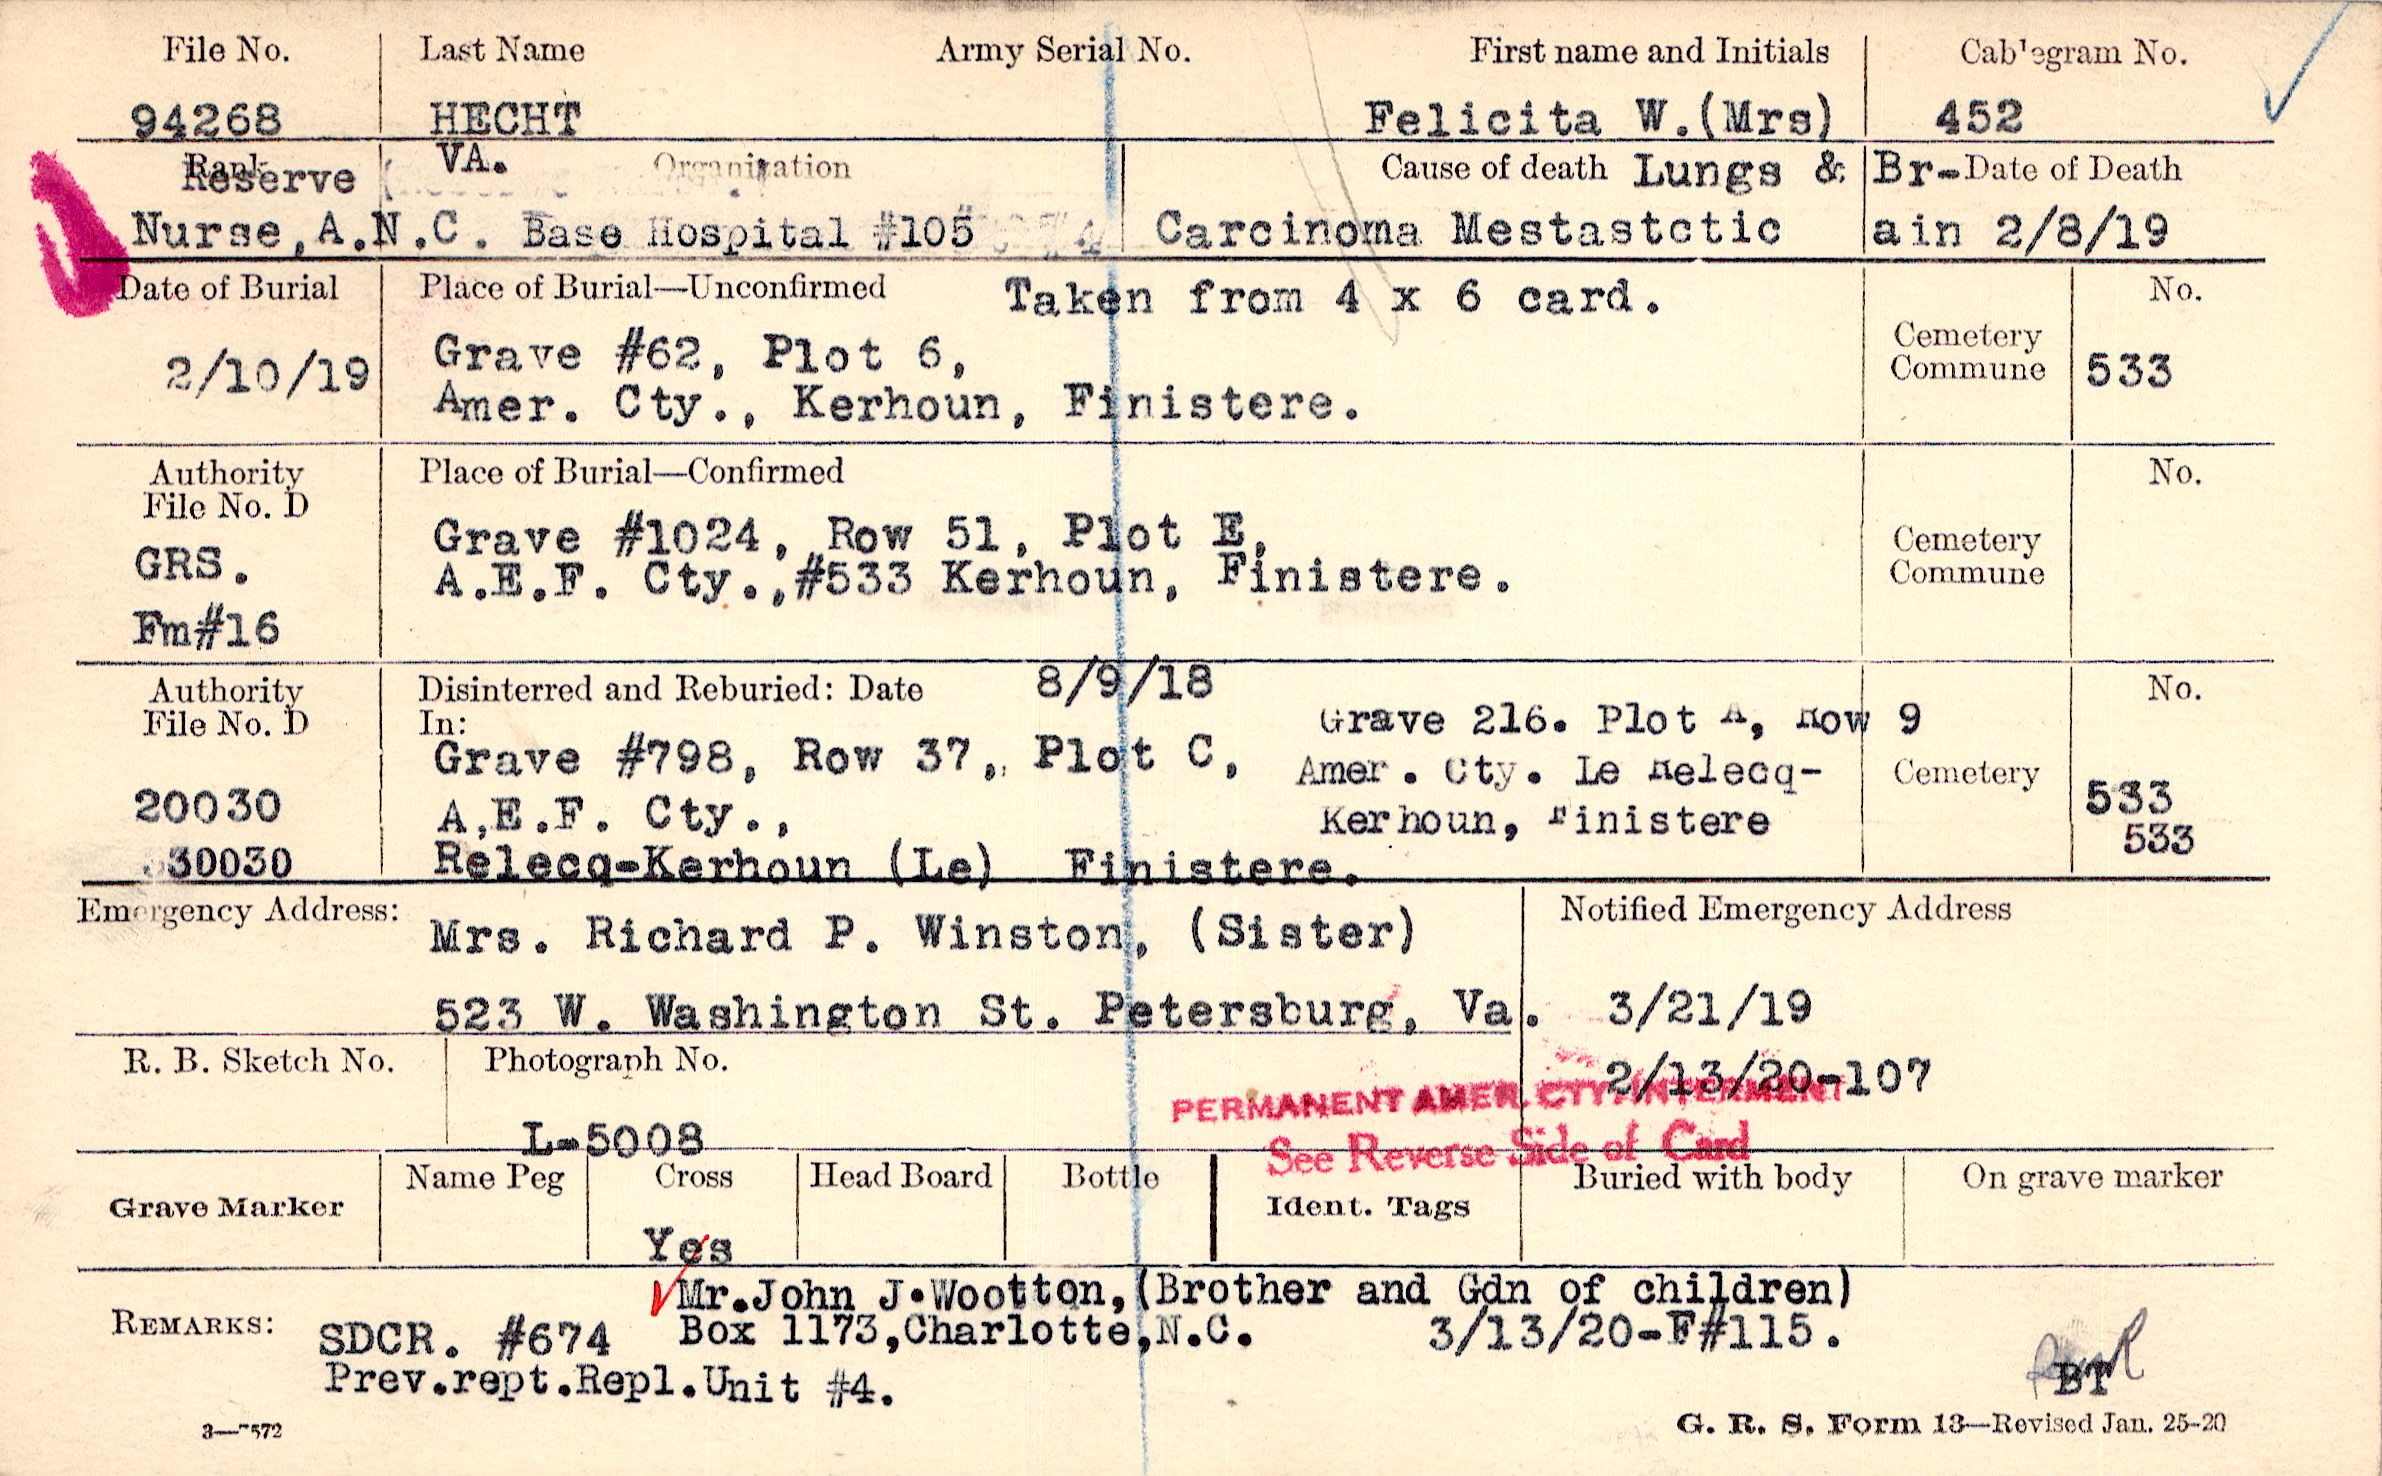 File No. Last Name Army Serial No. First name and Initials Cab'egram No.
94268 HECHT Felicita W.(Mrs) 452
Rank VA. Organization Cause of death Lungs & Br- Date of Death
Reserve
Nurse,A.N.C. Base Hospital #105 Carcinoma Mestastctic ain 2/8/19
Date of Burial Place of Burial—Unconfirmed Taken from 4 x 6 card. No.
2/10/19 Grave #62, Plot 6, Cemetery
Commune 533
Amer. Cty., Kerhoun, Finistere.
Authority Place of Burial—Confirmed No.
File No. D
GRS. Grave #1024, Row 51, Plot E, Cemetery
A.E.F. Cty.,#533 Kerhoun, Finistere. Commune
Fm#16
Authority Disinterred and Reburied: Date 8/9/18 No.
File No. D In: Grave 216. Plot A, Row 9
Grave #798, Row 37,, Plot C, Amer. Cty. Le Relecq- Cemetery
20030 A,E.F. Cty., Kerhoun, Finistere 533
533
30030 Relecq-Kerhoun (Le) Finistere.
Emergency Address: Mrs. Richard P. Winston, (Sister) Notified Emergency Address
523 W. Washington St. Petersburg, Va. 3/21/19
R. B. Sketch No. Photograph No. 2/13/20-107
PERMANENT AMER. CTY. INTERMENT
L-5008 See Reverse Side of Card
Grave Marker Name Peg Cross Head Board Bottle Ident. Tags Buried with body On grave marker
Yes
Mr.John J.Wootton,(Brother and Gdn of children)
REMARKS: SDCR. #674 Box 1173,Charlotte,N.C. 3/13/20-F#115.
Prev.rept.Repl.Unit #4. BT
3—7572 G. R. S. Form 13—Revised Jan. 25-20